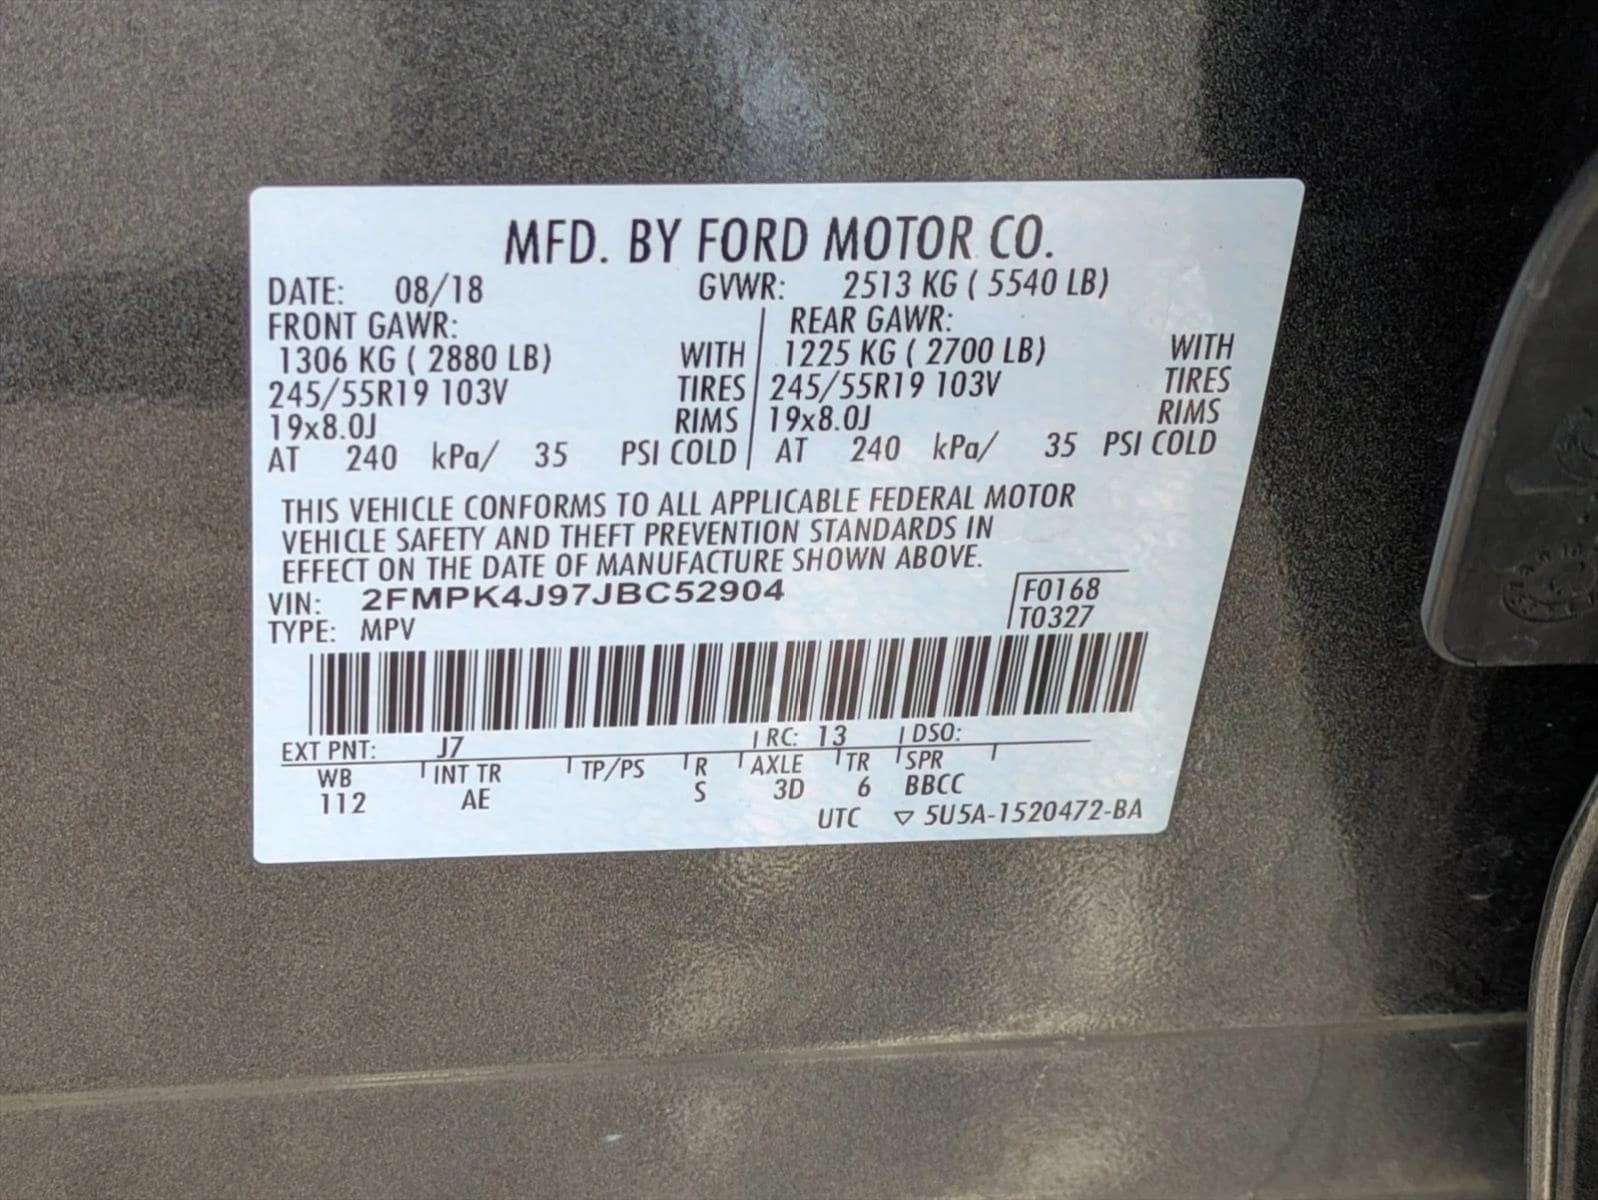 MFD. BY FORD MOTOR CO.
DATE: 08/18 GVWR: 2513 KG ( 5540 LB)
FRONT GAWR: REAR GAWR:
1306 KG ( 2880 LB) WITH 1225 KG ( 2700 LB) WITH
245/55R19 103V TIRES 245/55R19 103V TIRES
19x8.0J RIMS 19x8.0J RIMS
AT 240 kPa/ 35 PSI COLD AT 240 kPa/ 35 PSI COLD
THIS VEHICLE CONFORMS TO ALL APPLICABLE FEDERAL MOTOR
VEHICLE SAFETY AND THEFT PREVENTION STANDARDS IN
EFFECT ON THE DATE OF MANUFACTURE SHOWN ABOVE.
VIN: 2FMPK4J97JBC52904 F0168
TYPE: MPV T0327
EXT PNT: J7 RC: 13 DSO:
WB INT TR TP/PS R AXLE TR SPR
112 AE S 3D 6 BBCC
UTC ▽ 5U5A-1520472-BA